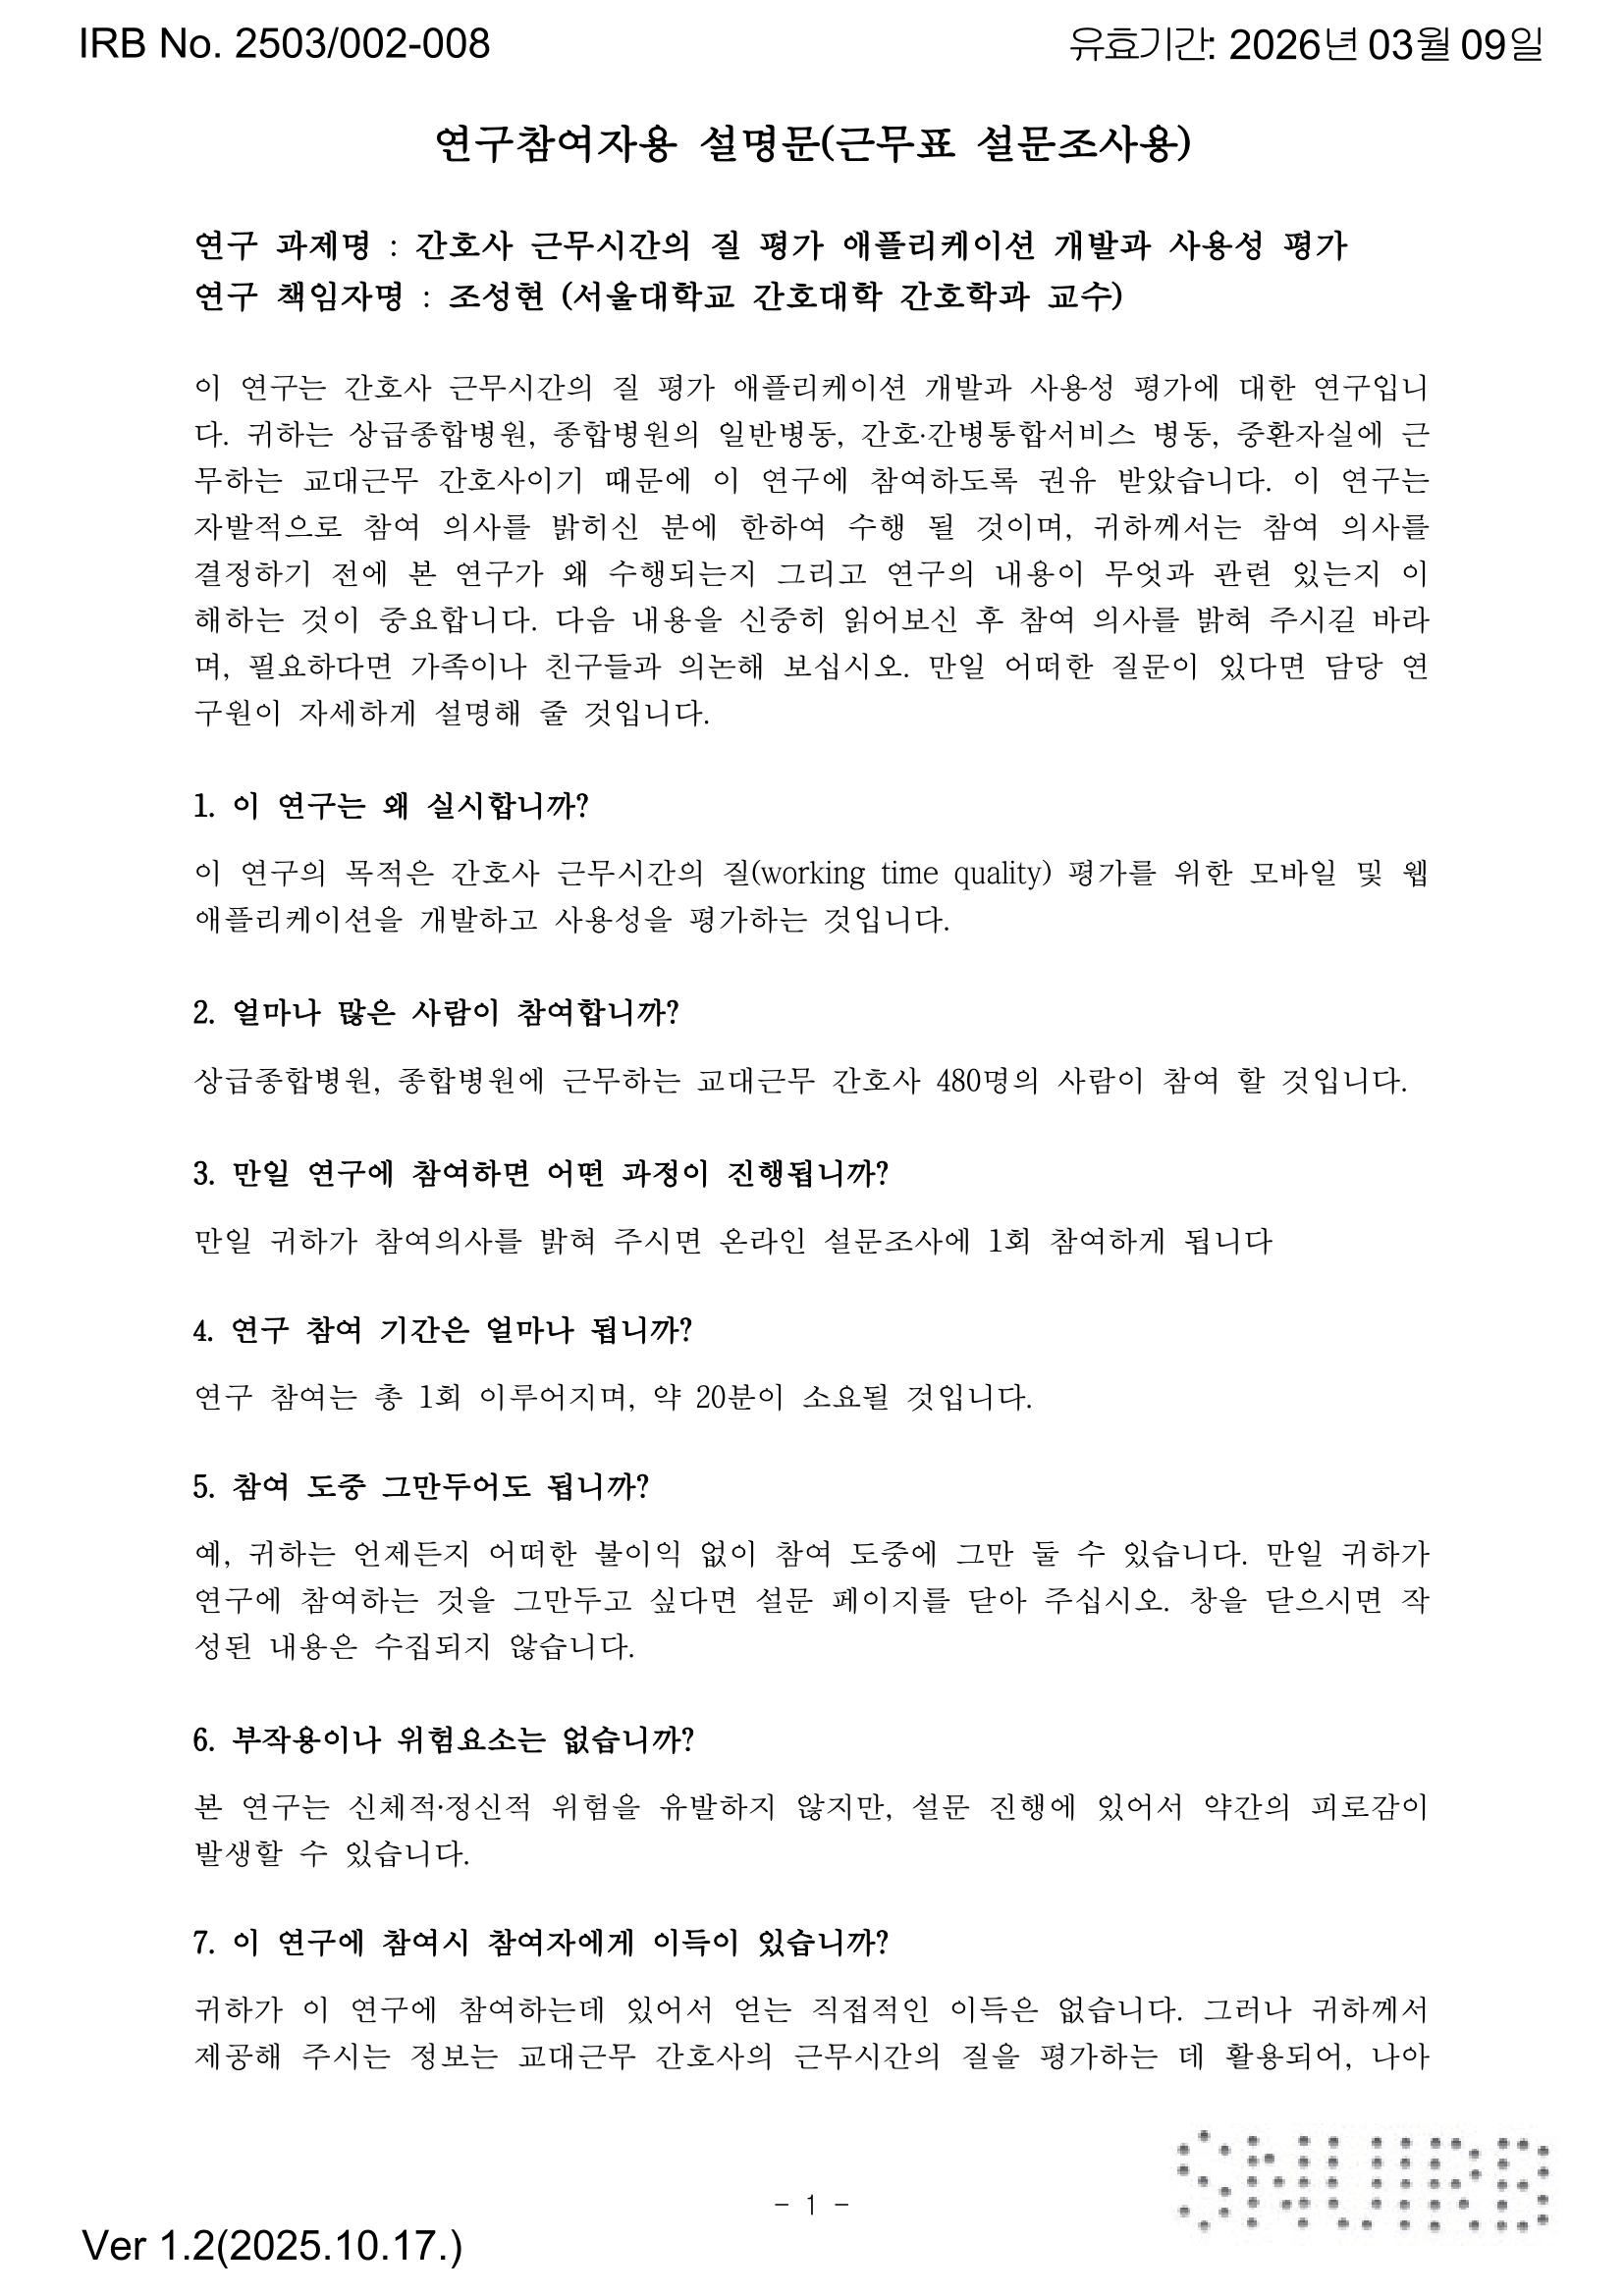 IRB No. 2503/002-008
유효기간: 2026년 03월 09일
연구참여자용 설명문(근무표 설문조사용)
연구 과제명 : 간호사 근무시간의 질 평가 애플리케이션 개발과 사용성 평가
연구 책임자명 : 조성현 (서울대학교 간호대학 간호학과 교수)
이 연구는 간호사 근무시간의 질 평가 애플리케이션 개발과 사용성 평가에 대한 연구입니
다. 귀하는 상급종합병원, 종합병원의 일반병동, 간호·간병통합서비스 병동, 중환자실에 근
무하는 교대근무 간호사이기 때문에 이 연구에 참여하도록 권유 받았습니다. 이 연구는
자발적으로 참여 의사를 밝히신 분에 한하여 수행 될 것이며, 귀하께서는 참여 의사를
결정하기 전에 본 연구가 왜 수행되는지 그리고 연구의 내용이 무엇과 관련 있는지 이
해하는 것이 중요합니다. 다음 내용을 신중히 읽어보신 후 참여 의사를 밝혀 주시길 바라
며, 필요하다면 가족이나 친구들과 의논해 보십시오. 만일 어떠한 질문이 있다면 담당 연
구원이 자세하게 설명해 줄 것입니다.
1. 이 연구는 왜 실시합니까?
이 연구의 목적은 간호사 근무시간의 질(working time quality) 평가를 위한 모바일 및 웹
애플리케이션을 개발하고 사용성을 평가하는 것입니다.
2. 얼마나 많은 사람이 참여합니까?
상급종합병원, 종합병원에 근무하는 교대근무 간호사 480명의 사람이 참여 할 것입니다.
3. 만일 연구에 참여하면 어떤 과정이 진행됩니까?
만일 귀하가 참여의사를 밝혀 주시면 온라인 설문조사에 1회 참여하게 됩니다
4. 연구 참여 기간은 얼마나 됩니까?
연구 참여는 총 1회 이루어지며, 약 20분이 소요될 것입니다.
5. 참여 도중 그만두어도 됩니까?
예, 귀하는 언제든지 어떠한 불이익 없이 참여 도중에 그만 둘 수 있습니다. 만일 귀하가
연구에 참여하는 것을 그만두고 싶다면 설문 페이지를 닫아 주십시오. 창을 닫으시면 작
성된 내용은 수집되지 않습니다.
6. 부작용이나 위험요소는 없습니까?
본 연구는 신체적·정신적 위험을 유발하지 않지만, 설문 진행에 있어서 약간의 피로감이
발생할 수 있습니다.
7. 이 연구에 참여시 참여자에게 이득이 있습니까?
귀하가 이 연구에 참여하는데 있어서 얻는 직접적인 이득은 없습니다. 그러나 귀하께서
제공해 주시는 정보는 교대근무 간호사의 근무시간의 질을 평가하는 데 활용되어, 나아
- 1 -
SNUIRB
Ver 1.2(2025.10.17.)